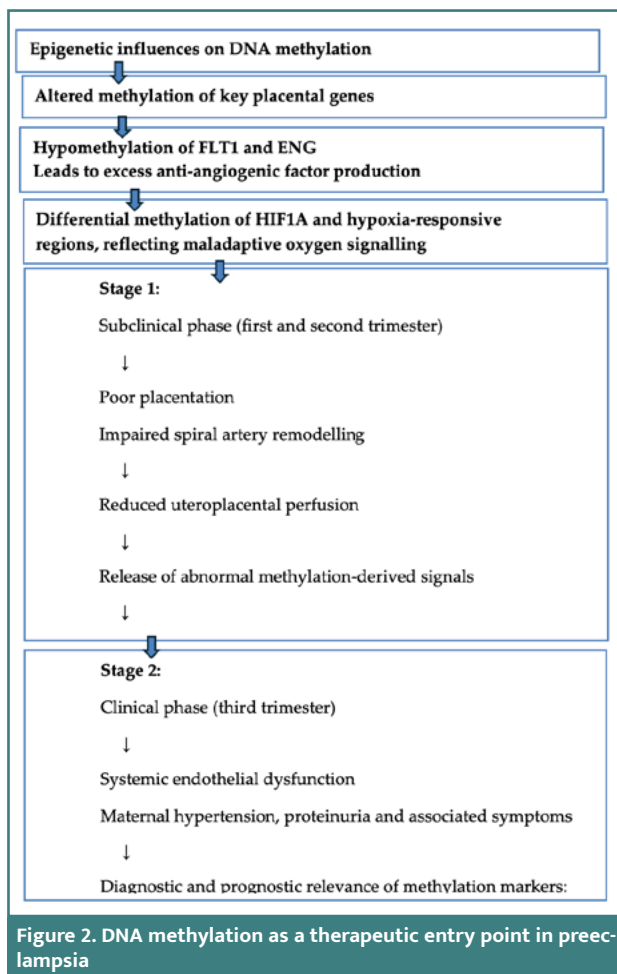 Epigenetic influences on DNA methylation
Altered methylation of key placental genes
Hypomethylation of FLT1 and ENG
Leads to excess anti-angiogenic factor production
Differential methylation of HIF1A and hypoxia-responsive
regions, reflecting maladaptive oxygen signalling
Stage 1:
Subclinical phase (first and second trimester)
↓
Poor placentation
Impaired spiral artery remodelling
↓
Reduced uteroplacental perfusion
↓
Release of abnormal methylation-derived signals
↓
Stage 2:
Clinical phase (third trimester)
↓
Systemic endothelial dysfunction
Maternal hypertension, proteinuria and associated symptoms
↓
Diagnostic and prognostic relevance of methylation markers:
Figure 2. DNA methylation as a therapeutic entry point in preec-
lampsia